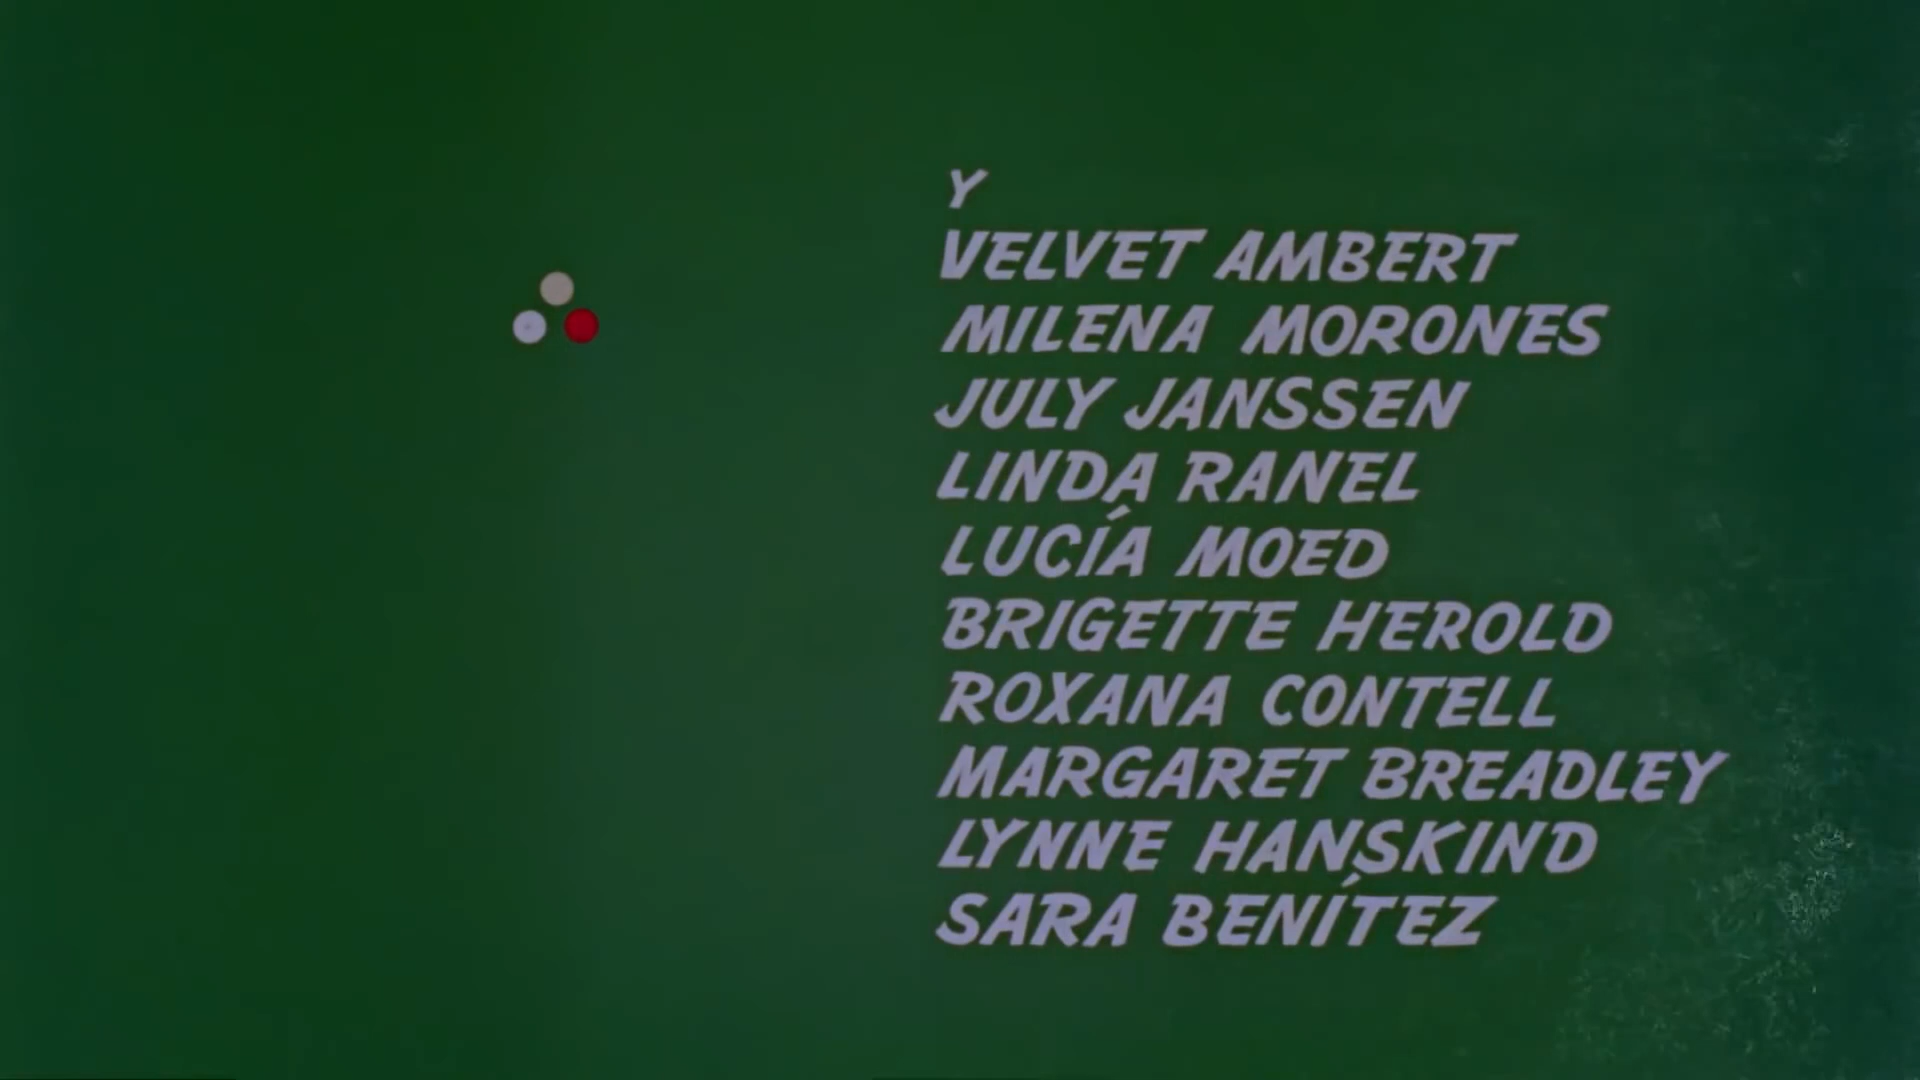 Y
VELVET AMBERT
MILENA MORONES
JULY JANSSEN
LINDA RANEL
LUCÍA MOED
BRIGETTE HEROLD
ROXANA CONTELL
MARGARET BREADLEY
LYNNE HANSKIND
SARA BENÍTEZ